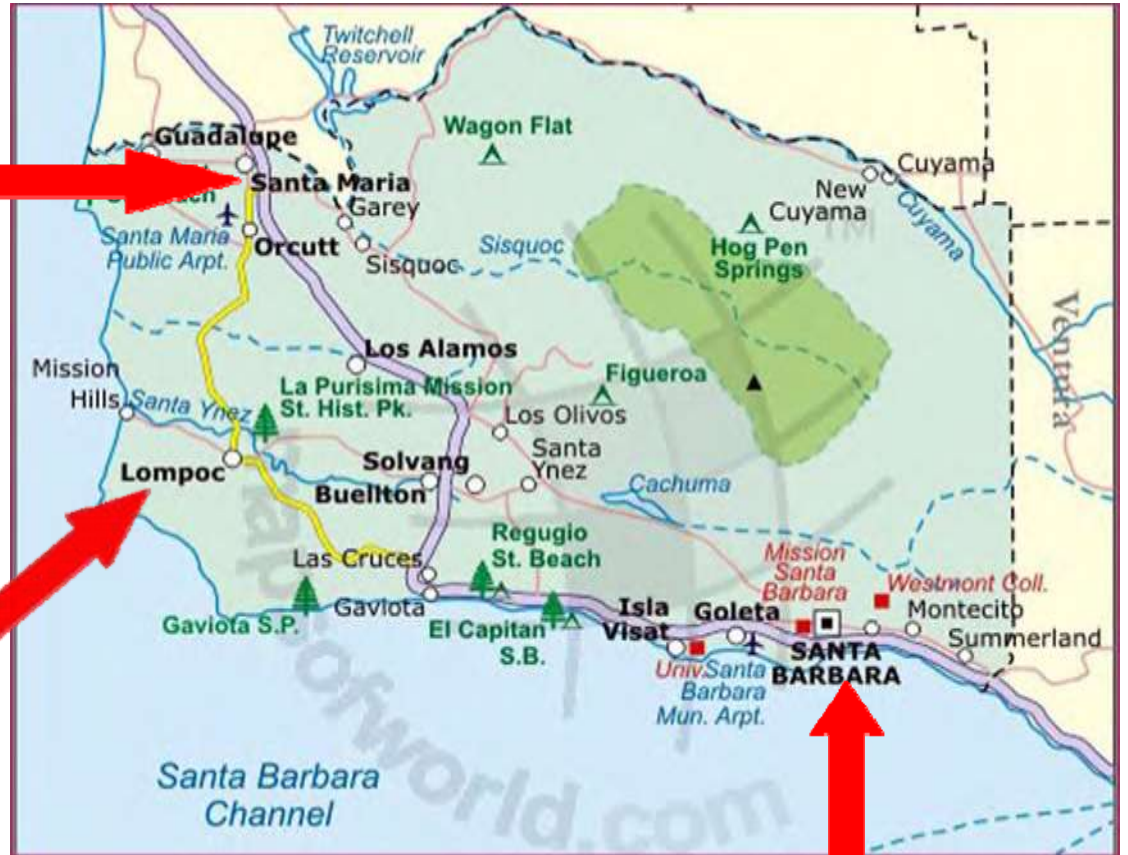 Twitchell
Reservoir
Guadalupe
Wagon Flat
Cuyama
New
Cuyama
Cuyama
Santa Maria
Garey
Santa Maria
Public Arpt.
Orcutt
Sisquoc
Sisquoc
Hog Pen
Springs
TM
Ventura
Los Alamos
Mission
Hills
La Purisima Mission
St. Hist. Pk.
Figueroa
Santa Ynez
Los Olivos
Lompoc
Solvang
Santa
Ynez
Buellton
Cachuma
Regugio
St. Beach
Las Cruces
Mission
Santa
Barbara
Westmont Coll.
Gaviota S.P.
Gaviota
El Capitan
S.B.
Isla
Visat
Goleta
Montecito
Summerland
SANTA
BARBARA
Univ.
Santa
Barbara
Mun. Arpt.
Santa Barbara
Channel
mapsofworld.com